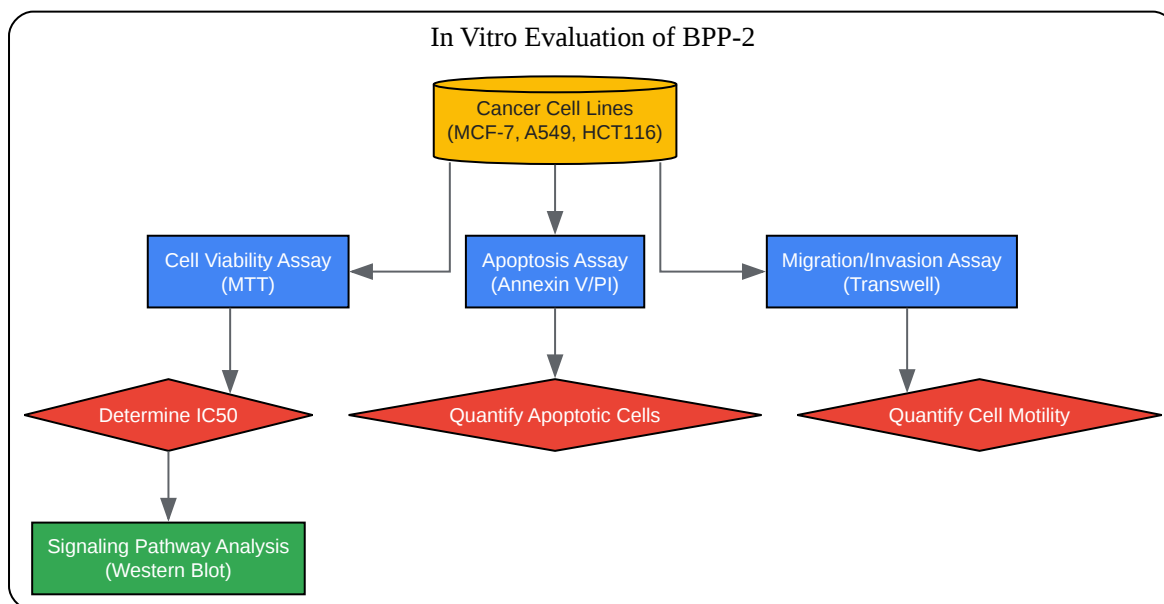 In Vitro Evaluation of BPP-2
Cancer Cell Lines
(MCF-7, A549, HCT116)
Cell Viability Assay
(MTT)
Apoptosis Assay
(Annexin V/PI)
Migration/Invasion Assay
(Transwell)
Determine IC50
Quantify Apoptotic Cells
Quantify Cell Motility
Signaling Pathway Analysis
(Western Blot)